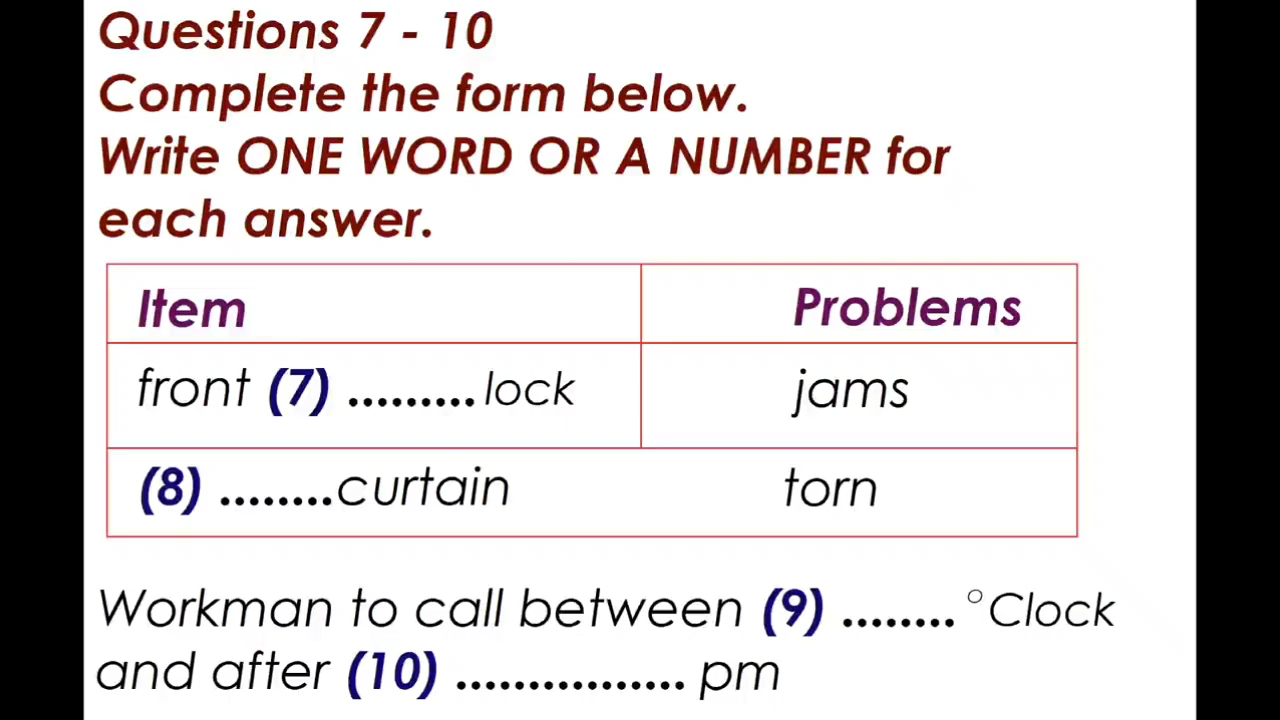 Questions 7 - 10
Complete the form below.
Write ONE WORD OR A NUMBER for
each answer.
Item Problems
front (7) ......... lock jams
(8) ........curtain torn
Workman to call between (9) ........ °Clock
and after (10) ................ pm